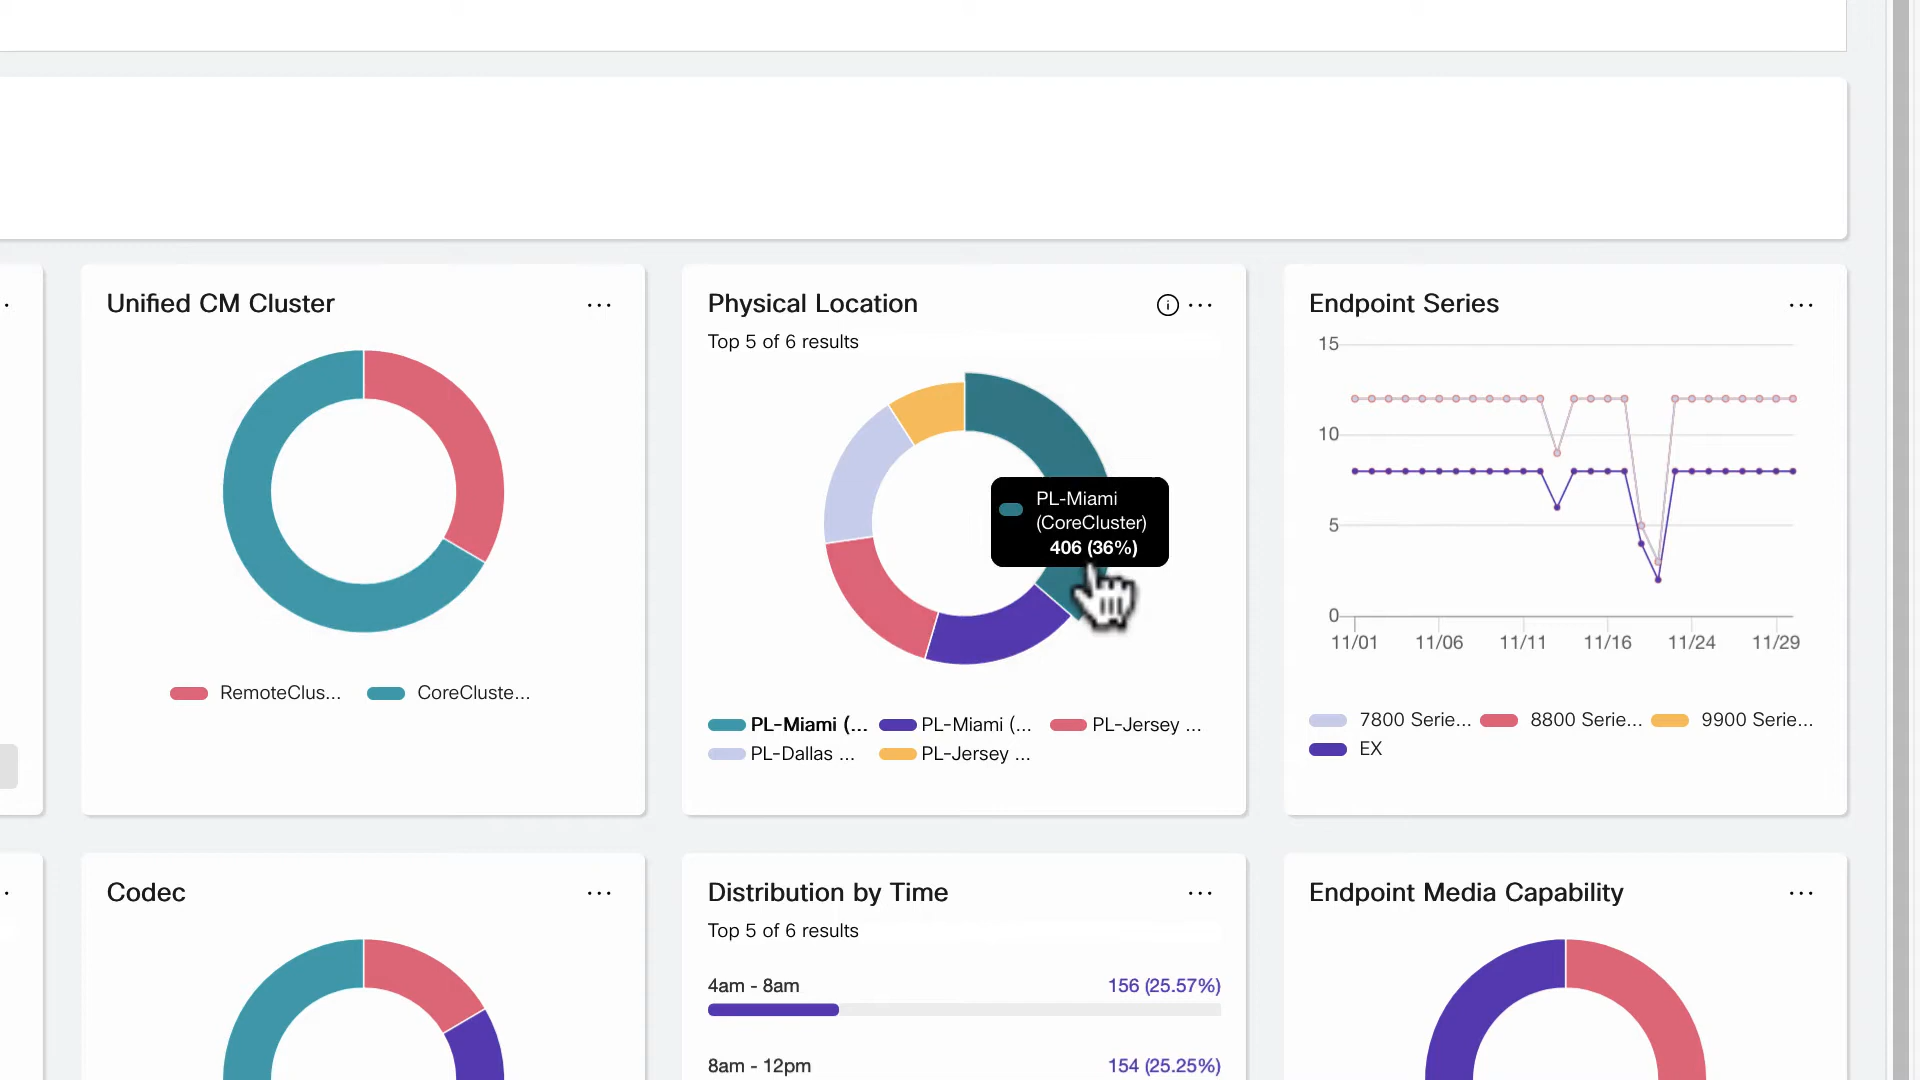 Unified CM Cluster
RemoteClus...
CoreCluste...
Physical Location
Top 5 of 6 results
PL-Miami
(CoreCluster)
406 (36%)
PL-Miami (...
PL-Miami (...
PL-Jersey ...
PL-Dallas ...
PL-Jersey ...
Endpoint Series
15
10
5
0
11/01 11/06 11/11 11/16 11/24 11/29
7800 Serie...
8800 Serie...
9900 Serie...
EX
Codec
Distribution by Time
Top 5 of 6 results
4am - 8am 156 (25.57%)
8am - 12pm 154 (25.25%)
Endpoint Media Capability